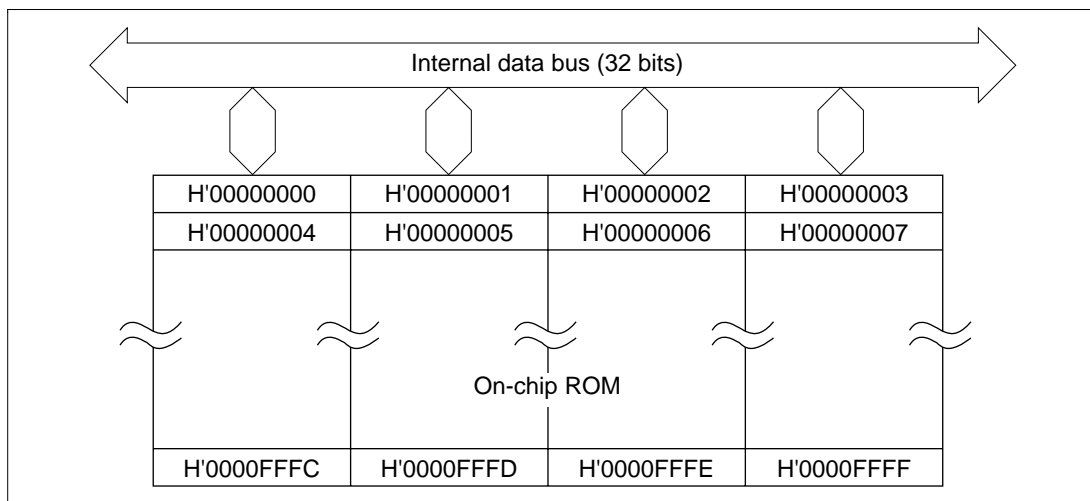 Internal data bus (32 bits)
H'00000000 H'00000001 H'00000002 H'00000003
H'00000004 H'00000005 H'00000006 H'00000007
On-chip ROM
H'0000FFFC H'0000FFFD H'0000FFFE H'0000FFFF